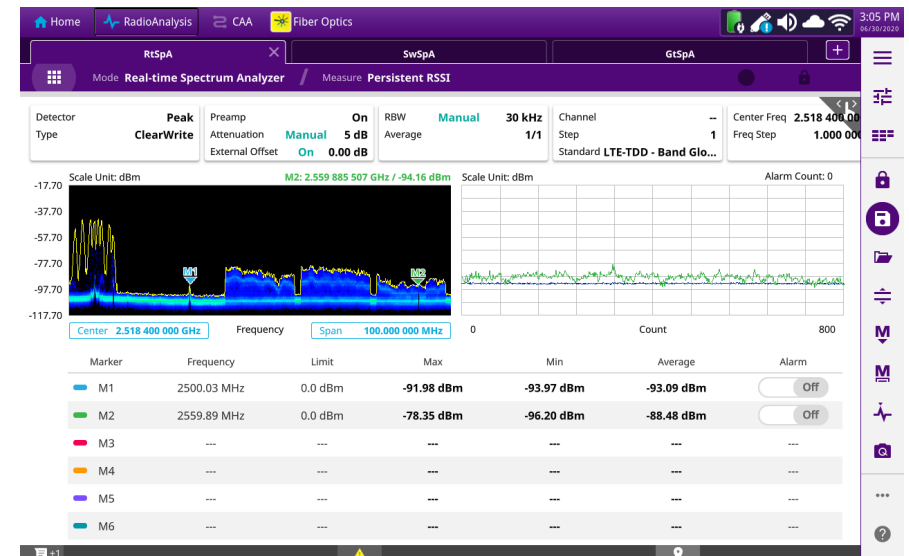 Home RadioAnalysis CAA Fiber Optics 3:05 PM
06/30/2020
RtSpA SwSpA GtSpA
Mode Real-time Spectrum Analyzer / Measure Persistent RSSI
Detector Peak Preamp On RBW Manual 30 kHz Channel -- Center Freq 2.518 400 00
Type ClearWrite Attenuation Manual 5 dB Average 1/1 Step 1 Freq Step 1.000 00
External Offset On 0.00 dB Standard LTE-TDD - Band Glo...
Scale Unit: dBm M2: 2.559 885 507 GHz / -94.16 dBm Scale Unit: dBm Alarm Count: 0
-17.70
-37.70
-57.70
-77.70
M1 M2
-97.70
-117.70
Center 2.518 400 000 GHz Frequency Span 100.000 000 MHz 0 Count 800
Marker Frequency Limit Max Min Average Alarm
M1 2500.03 MHz 0.0 dBm -91.98 dBm -93.97 dBm -93.09 dBm Off
M2 2559.89 MHz 0.0 dBm -78.35 dBm -96.20 dBm -88.48 dBm Off
M3 --- --- --- --- --- ---
M4 --- --- --- --- --- ---
M5 --- --- --- --- --- ---
M6 --- --- --- --- --- ---
+1